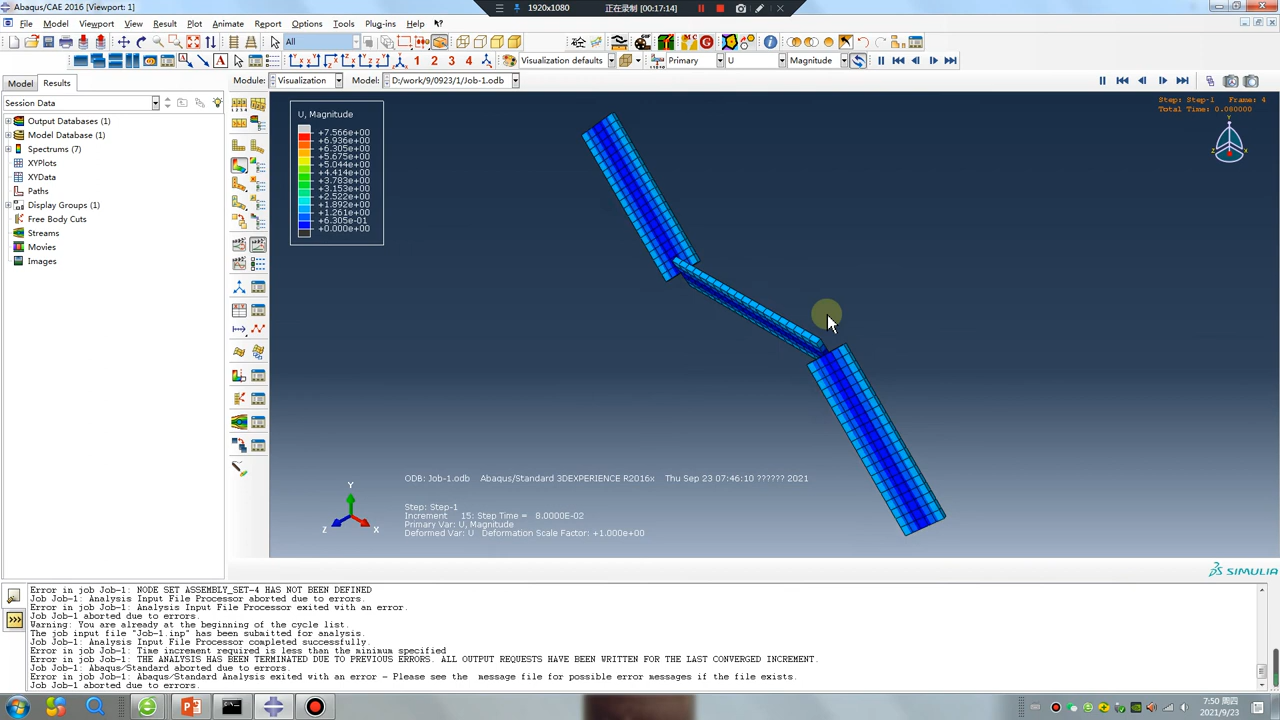 Abaqus/CAE 2016 [Viewport: 1]
1920x1080
正在录制
[00:17:14]
File Model Viewport View Result Plot Animate Report Options Tools Plug-ins Help
All
1 2 3 4
Visualization defaults
Primary
U
Magnitude
Model Results
Module: Visualization Model: D:/work/9/0923/1/Job-1.odb
Session Data
Output Databases (1)
Model Database (1)
Spectrums (7)
XYPlots
XYData
Paths
Display Groups (1)
Free Body Cuts
Streams
Movies
Images
U, Magnitude
+7.566e+00
+6.936e+00
+6.305e+00
+5.675e+00
+5.044e+00
+4.414e+00
+3.783e+00
+3.153e+00
+2.522e+00
+1.892e+00
+1.261e+00
+6.305e-01
+0.000e+00
Step: Step-1 Frame: 4
Total Time: 0.000000
Y
Z X
ODB: Job-1.odb Abaqus/Standard 3DEXPERIENCE R2016x Thu Sep 23 07:46:10 ?????? 2021
Y
Z X
Step: Step-1
Increment 15: Step Time = 8.0000E-02
Primary Var: U, Magnitude
Deformed Var: U Deformation Scale Factor: +1.000e+00
SIMULIA
Error in job Job-1: NODE SET ASSEMBLY_SET-4 HAS NOT BEEN DEFINED
Job Job-1: Analysis Input File Processor aborted due to errors.
Error in job Job-1: Analysis Input File Processor exited with an error.
Job Job-1 aborted due to errors.
Warning: You are already at the beginning of the cycle list.
The job input file "Job-1.inp" has been submitted for analysis.
Job Job-1: Analysis Input File Processor completed successfully.
Error in job Job-1: Time increment required is less than the minimum specified
Error in job Job-1: THE ANALYSIS HAS BEEN TERMINATED DUE TO PREVIOUS ERRORS. ALL OUTPUT REQUESTS HAVE BEEN WRITTEN FOR THE LAST CONVERGED INCREMENT.
Job Job-1: Abaqus/Standard aborted due to errors.
Error in job Job-1: Abaqus/Standard Analysis exited with an error - Please see the message file for possible error messages if the file exists.
Job Job-1 aborted due to errors.
>>>
7:50 周四
2021/9/23